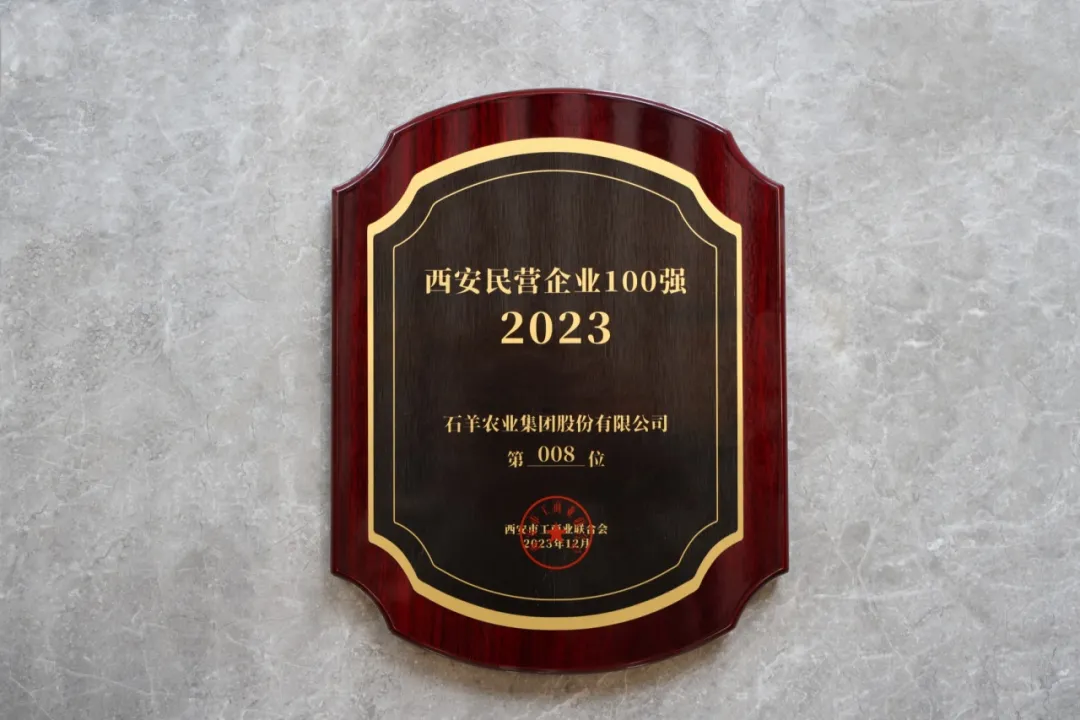 西安民营企业100强
2023
石羊农业集团股份有限公司
第 008 位
西安市工商业联合会
2023年12月